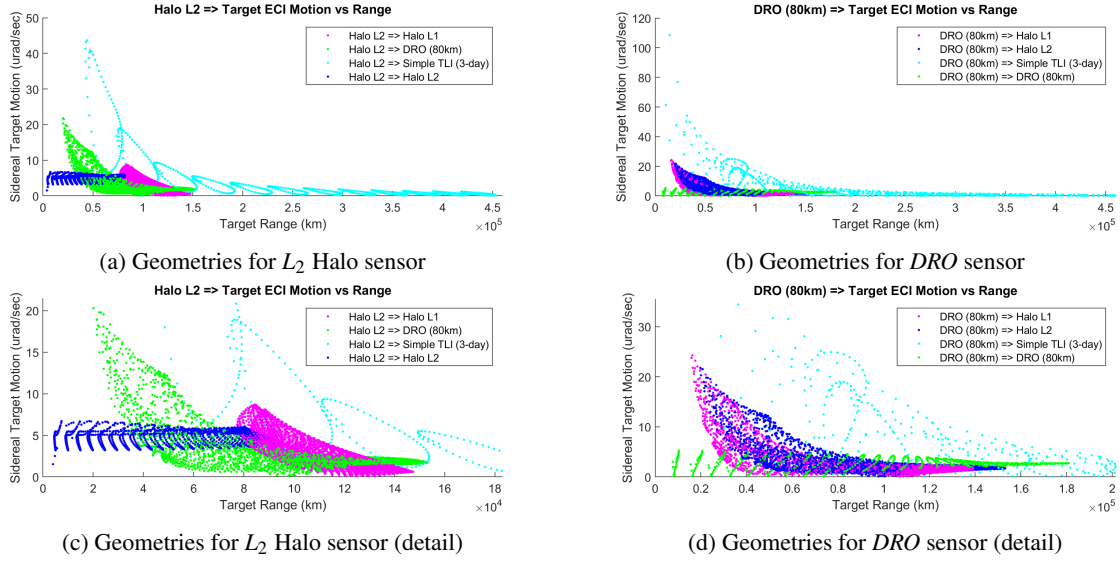 Halo L2 => Target ECI Motion vs Range
Sidereal Target Motion (urad/sec)
50
40
30
20
10
0
Halo L2 => Halo L1
Halo L2 => DRO (80km)
Halo L2 => Simple TLI (3-day)
Halo L2 => Halo L2
0 0.5 1 1.5 2 2.5 3 3.5 4 4.5
Target Range (km)
×10⁵
(a) Geometries for L₂ Halo sensor
DRO (80km) => Target ECI Motion vs Range
Sidereal Target Motion (urad/sec)
120
100
80
60
40
20
0
DRO (80km) => Halo L1
DRO (80km) => Halo L2
DRO (80km) => Simple TLI (3-day)
DRO (80km) => DRO (80km)
0 0.5 1 1.5 2 2.5 3 3.5 4 4.5
Target Range (km)
×10⁵
(b) Geometries for DRO sensor
Halo L2 => Target ECI Motion vs Range
Sidereal Target Motion (urad/sec)
20
15
10
5
0
Halo L2 => Halo L1
Halo L2 => DRO (80km)
Halo L2 => Simple TLI (3-day)
Halo L2 => Halo L2
0 2 4 6 8 10 12 14 16 18
Target Range (km)
×10⁴
(c) Geometries for L₂ Halo sensor (detail)
DRO (80km) => Target ECI Motion vs Range
Sidereal Target Motion (urad/sec)
30
20
10
0
DRO (80km) => Halo L1
DRO (80km) => Halo L2
DRO (80km) => Simple TLI (3-day)
DRO (80km) => DRO (80km)
0 0.2 0.4 0.6 0.8 1 1.2 1.4 1.6 1.8 2
Target Range (km)
×10⁵
(d) Geometries for DRO sensor (detail)